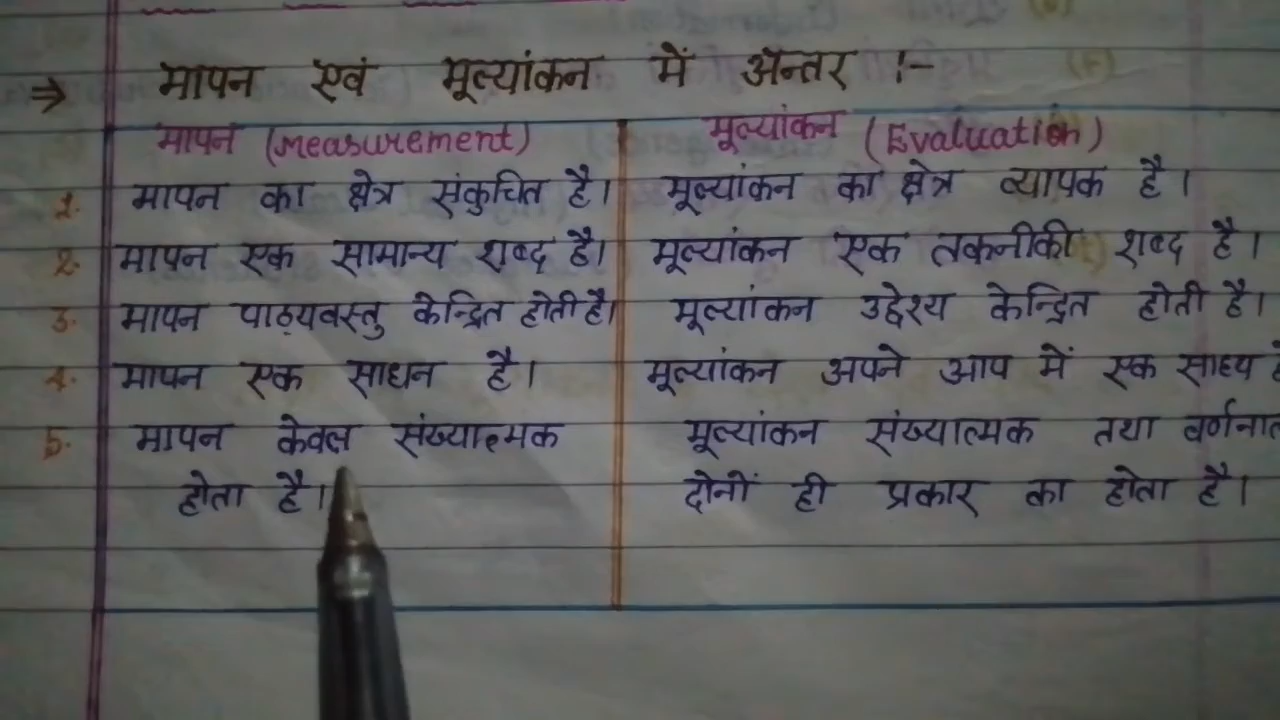 ⇒ मापन एवं मूल्यांकन में अन्तर :-
मापन (Measurement) मूल्यांकन (Evaluation)
1. मापन का क्षेत्र संकुचित है। मूल्यांकन का क्षेत्र व्यापक है।
2. मापन एक सामान्य शब्द है। मूल्यांकन एक तकनीकी शब्द है।
3. मापन पाठ्यवस्तु केन्द्रित होती है। मूल्यांकन उद्देश्य केन्द्रित होती है।
4. मापन एक साधन है। मूल्यांकन अपने आप में एक साध्य
5. मापन केवल संख्यात्मक मूल्यांकन संख्यात्मक तथा
होता है। दोनों ही प्रकार का होता है।